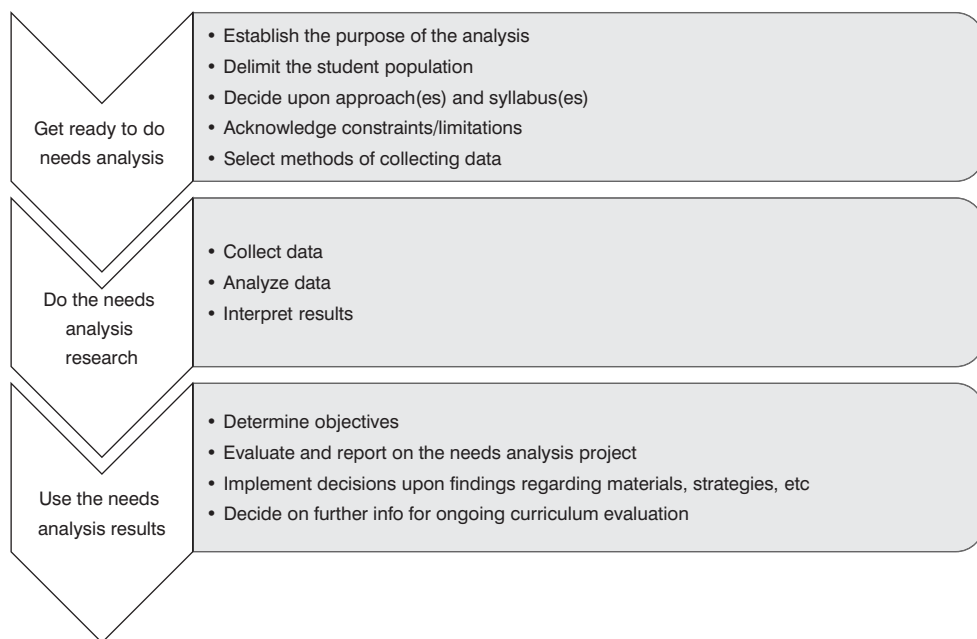 Get ready to do
needs analysis
• Establish the purpose of the analysis
• Delimit the student population
• Decide upon approach(es) and syllabus(es)
• Acknowledge constraints/limitations
• Select methods of collecting data
Do the needs
analysis
research
• Collect data
• Analyze data
• Interpret results
Use the needs
analysis results
• Determine objectives
• Evaluate and report on the needs analysis project
• Implement decisions upon findings regarding materials, strategies, etc
• Decide on further info for ongoing curriculum evaluation